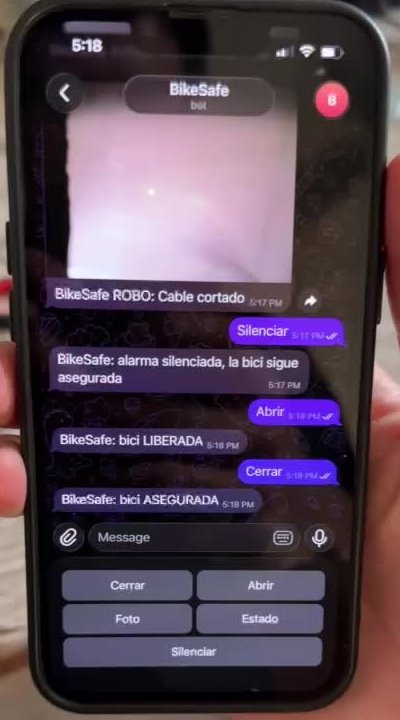 5:18
BikeSafe
bot
B
BikeSafe ROBO: Cable cortado 5:17 PM
Silenciar 5:17 PM
BikeSafe: alarma silenciada, la bici sigue
asegurada
5:17 PM
Abrir 5:18 PM
BikeSafe: bici LIBERADA 5:18 PM
Cerrar 5:18 PM
BikeSafe: bici ASEGURADA 5:18 PM
Message
Cerrar Abrir
Foto Estado
Silenciar